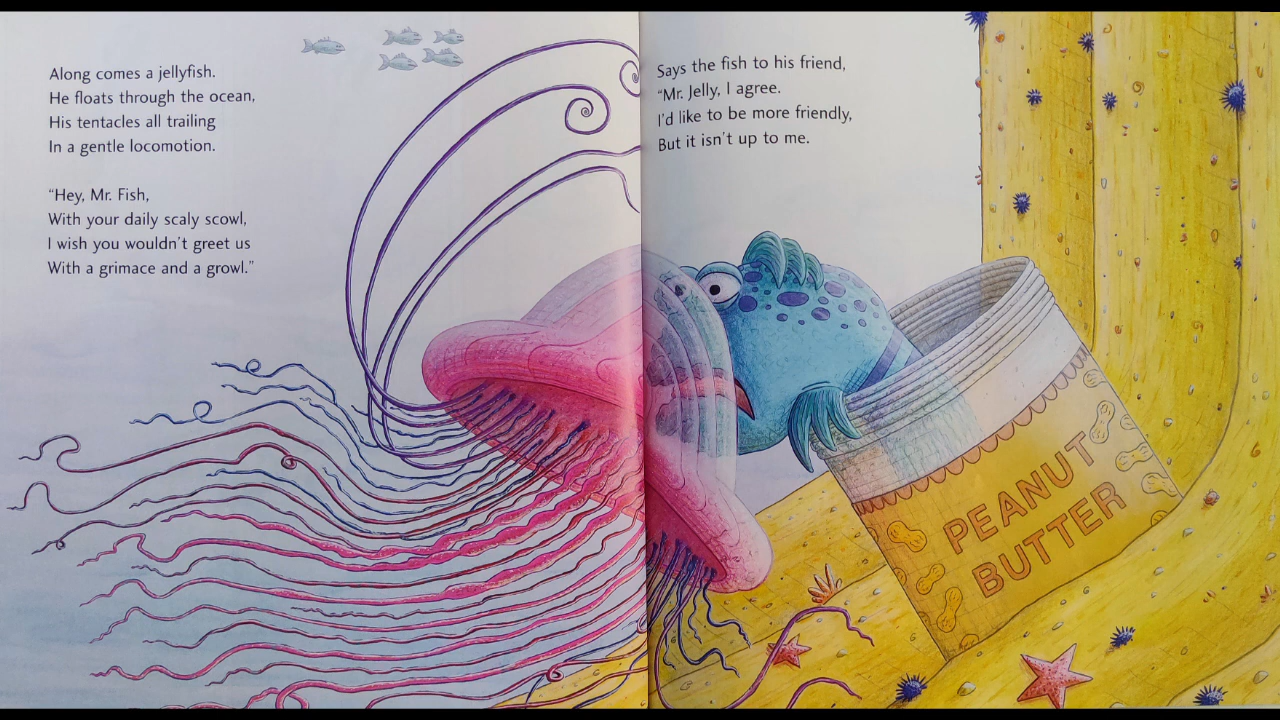 Along comes a jellyfish.
He floats through the ocean,
His tentacles all trailing
In a gentle locomotion.
“Hey, Mr. Fish,
With your daily scaly scowl,
I wish you wouldn’t greet us
With a grimace and a growl.”
Says the fish to his friend,
“Mr. Jelly, I agree.
I’d like to be more friendly,
But it isn’t up to me.
PEANUT
BUTTER